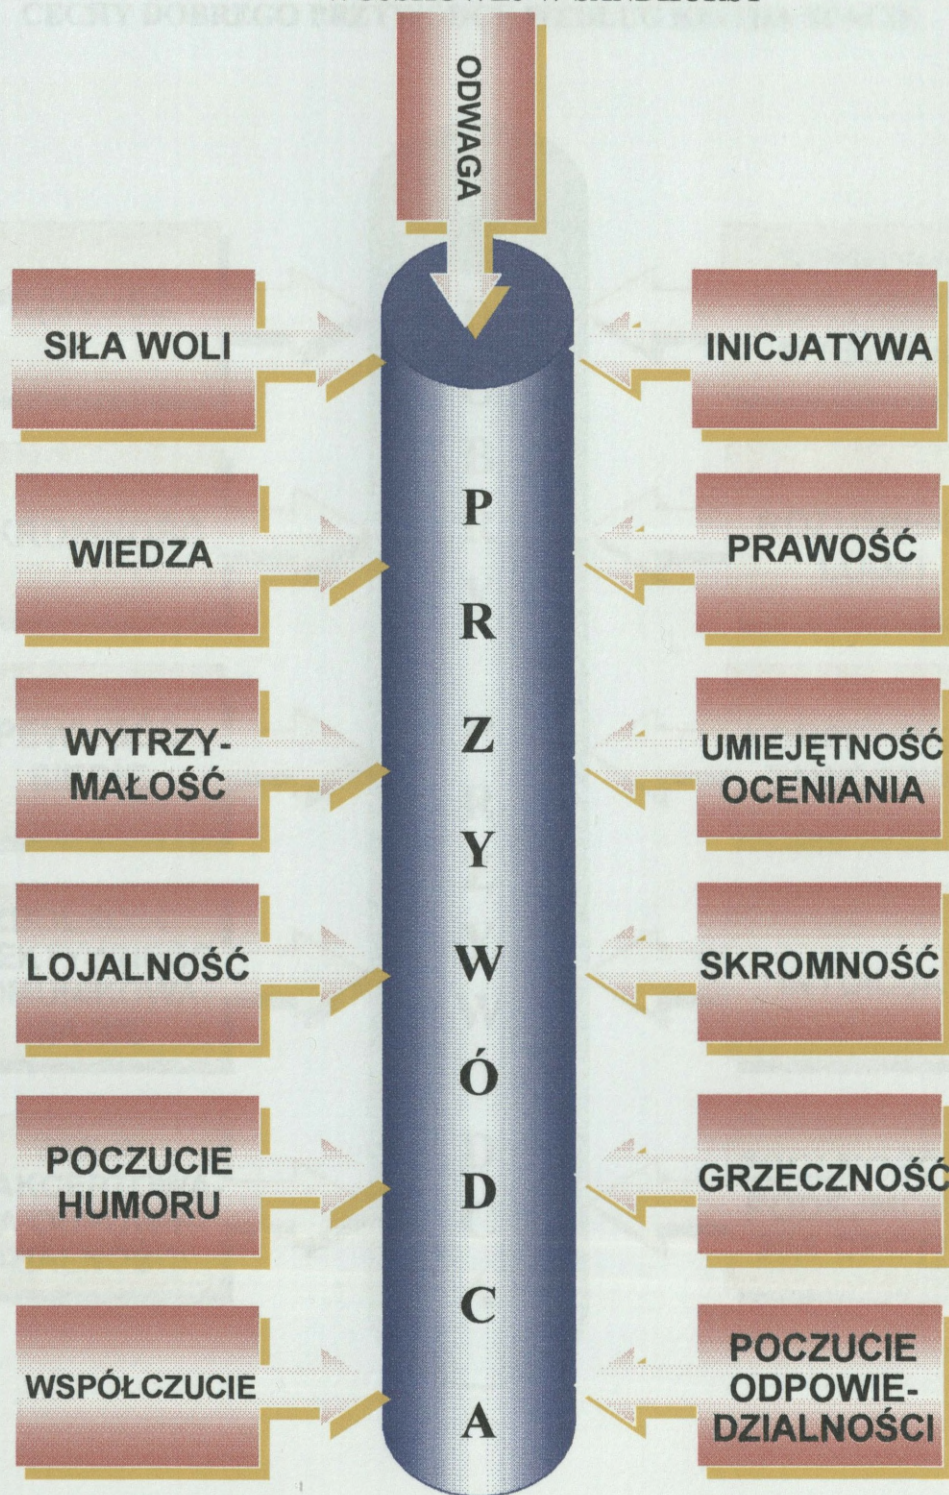 ODWAGA
SIŁA WOLI
INICJATYWA
WIEDZA
PRAWOŚĆ
WYTRZY-
MAŁOŚĆ
UMIEJĘTNOŚĆ
OCENIANIA
LOJALNOŚĆ
SKROMNOŚĆ
POCZUCIE
HUMORU
GRZECZNOŚĆ
WSPÓŁCZUCIE
POCZUCIE
ODPOWIE-
DZIALNOŚCI
P
R
Z
Y
W
Ó
D
C
A